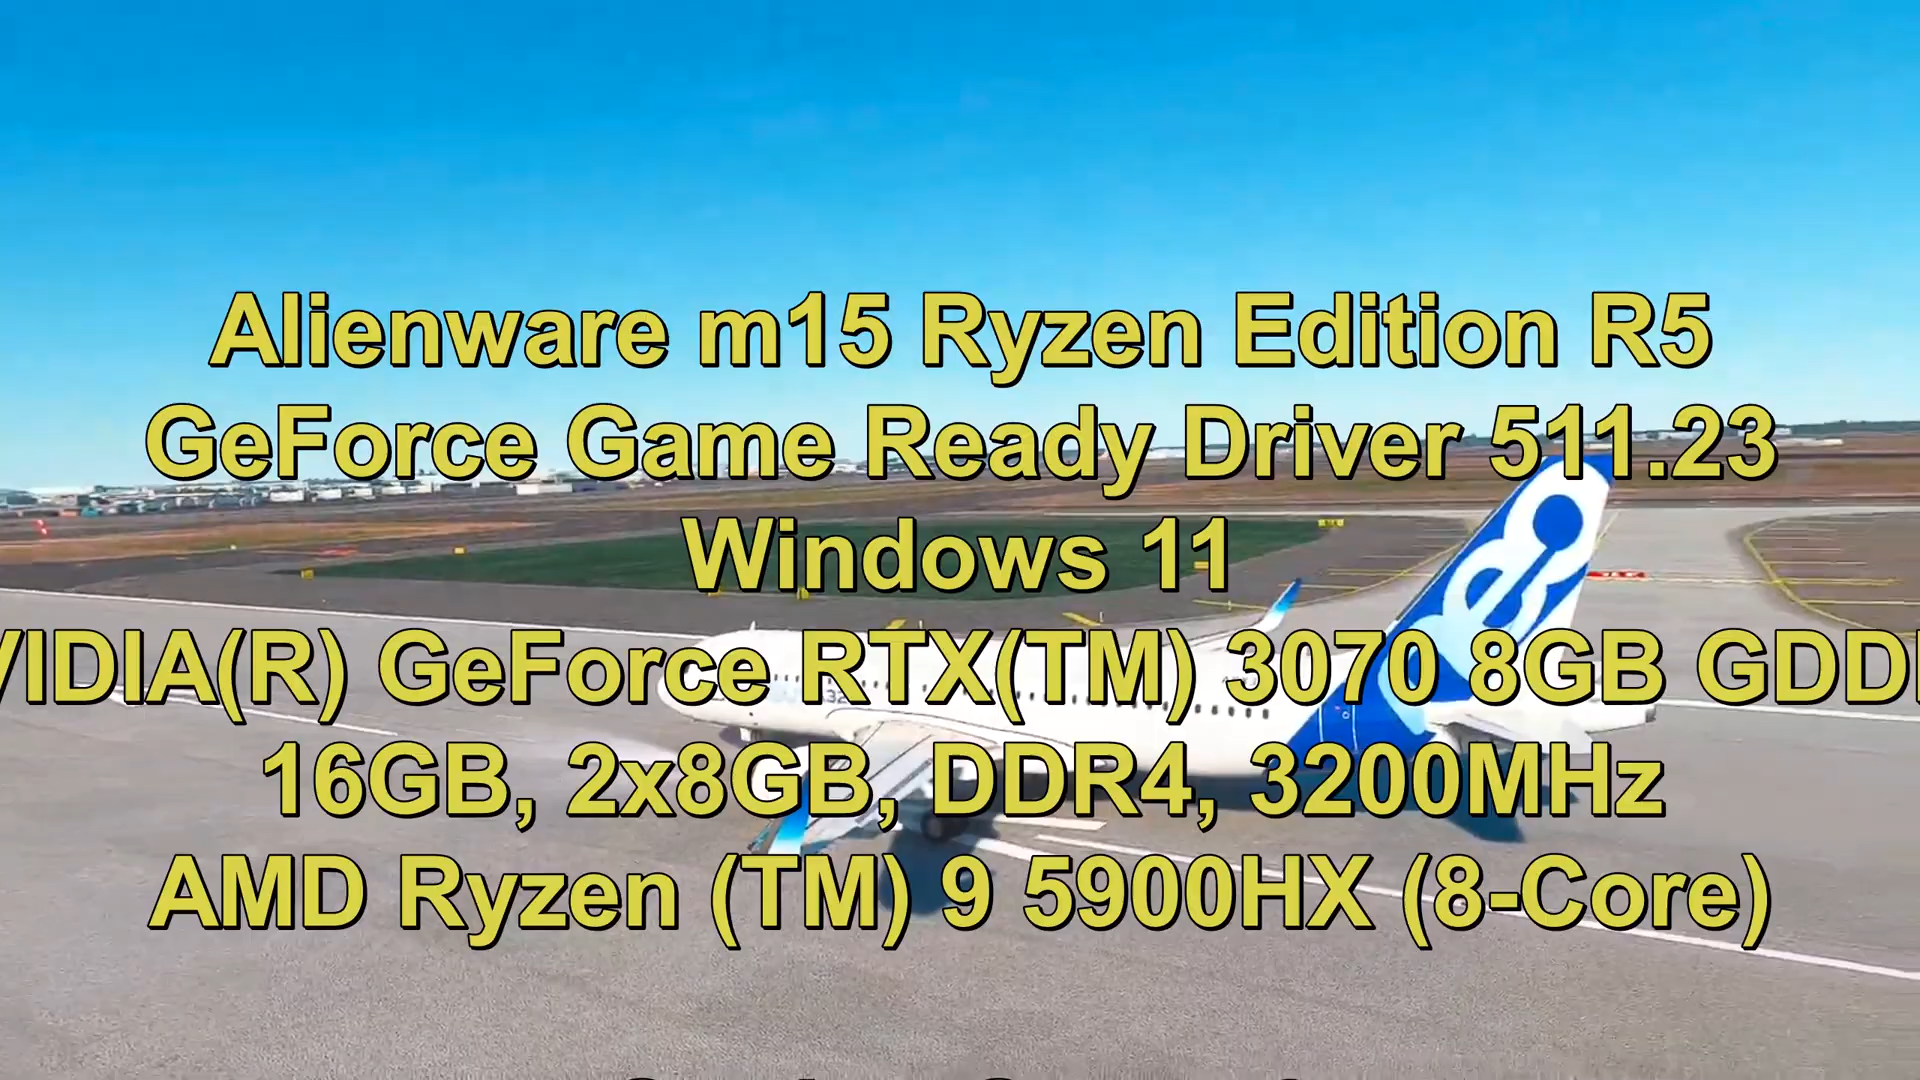 Alienware m15 Ryzen Edition R5
GeForce Game Ready Driver 511.23
Windows 11
VIDIA(R) GeForce RTX(TM) 3070 8GB GDD
16GB, 2x8GB, DDR4, 3200MHz
AMD Ryzen (TM) 9 5900HX (8-Core)